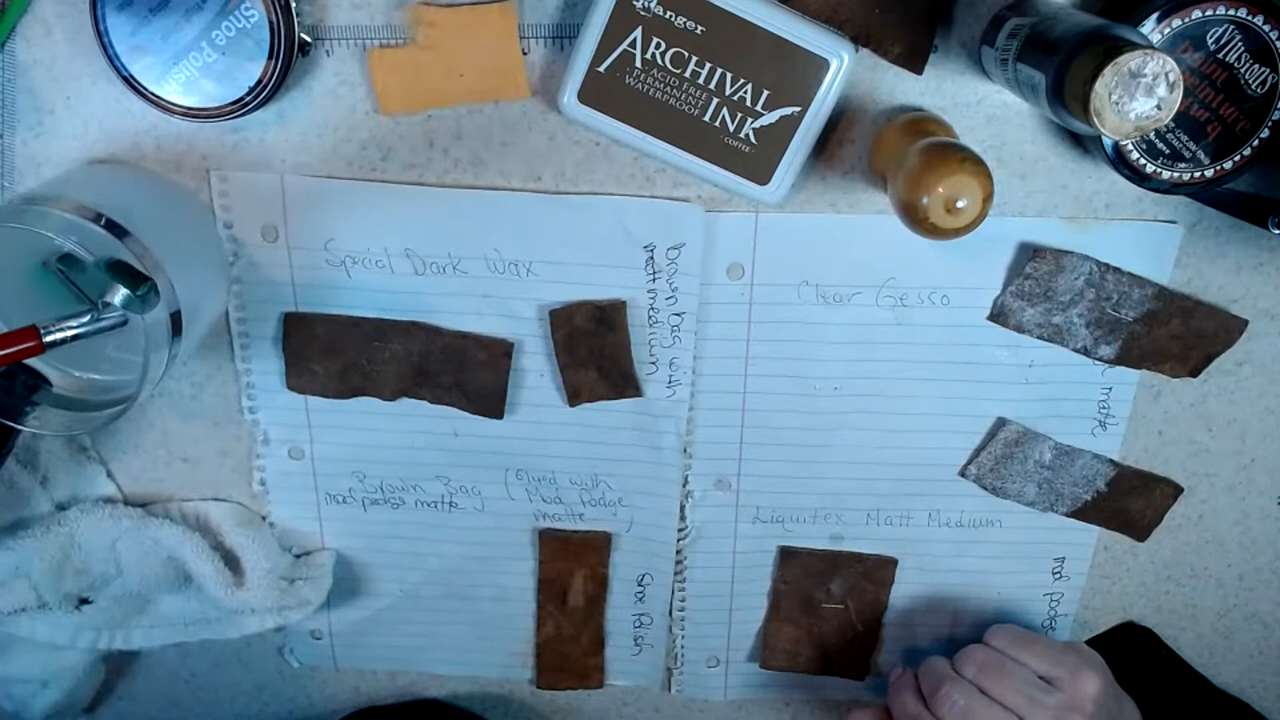 Shoe Polish
Ranger
ARCHIVAL
INK
ACID-FREE
PERMANENT
WATERPROOF
COFFEE
dYLUSIONS
paint
Special Dark Wax
Brown bag with
matt medium
Clear Gesso
matte
Brown Bag
mod podge matte
(Glued with
Mod Podge
matte)
Shoe Polish
Liquitex Matt Medium
mod podge